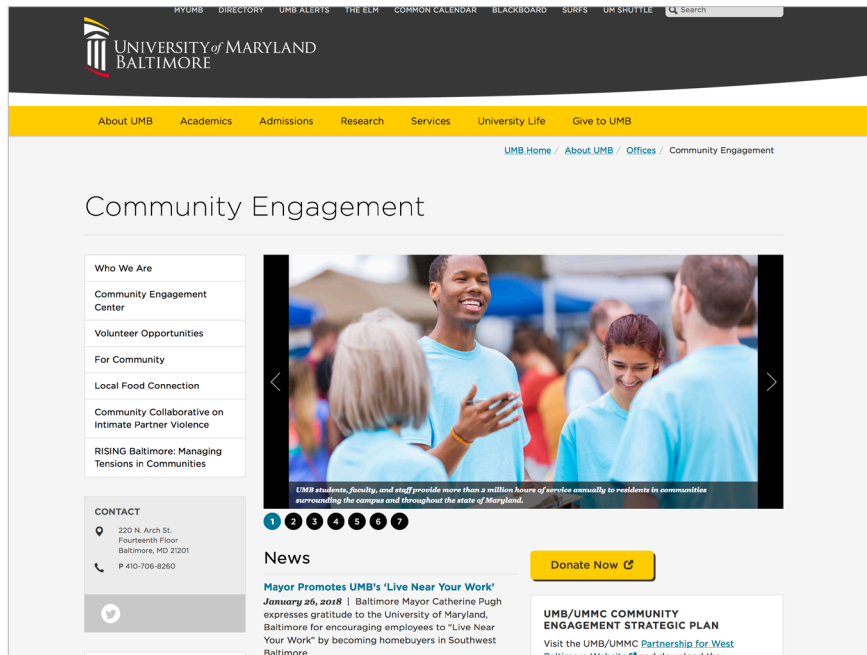 MYUMB DIRECTORY UMB ALERTS THE ELM COMMON CALENDAR BLACKBOARD SURFS UM SHUTTLE Search
UNIVERSITY of MARYLAND
BALTIMORE
About UMB Academics Admissions Research Services University Life Give to UMB
UMB Home / About UMB / Offices / Community Engagement
Community Engagement
Who We Are
Community Engagement
Center
Volunteer Opportunities
For Community
Local Food Connection
Community Collaborative on
Intimate Partner Violence
RISING Baltimore: Managing
Tensions in Communities
CONTACT
220 N. Arch St.
Fourteenth Floor
Baltimore, MD 21201
P 410-706-8260
UMB students, faculty, and staff provide more than 2 million hours of service annually to residents in communities
surrounding the campus and throughout the state of Maryland.
1 2 3 4 5 6 7
News
Mayor Promotes UMB's 'Live Near Your Work'
January 26, 2018 | Baltimore Mayor Catherine Pugh
expresses gratitude to the University of Maryland,
Baltimore for encouraging employees to "Live Near
Your Work" by becoming homebuyers in Southwest
Baltimore
Donate Now
UMB/UMMC COMMUNITY
ENGAGEMENT STRATEGIC PLAN
Visit the UMB/UMMC Partnership for West
Baltimore Website and download the